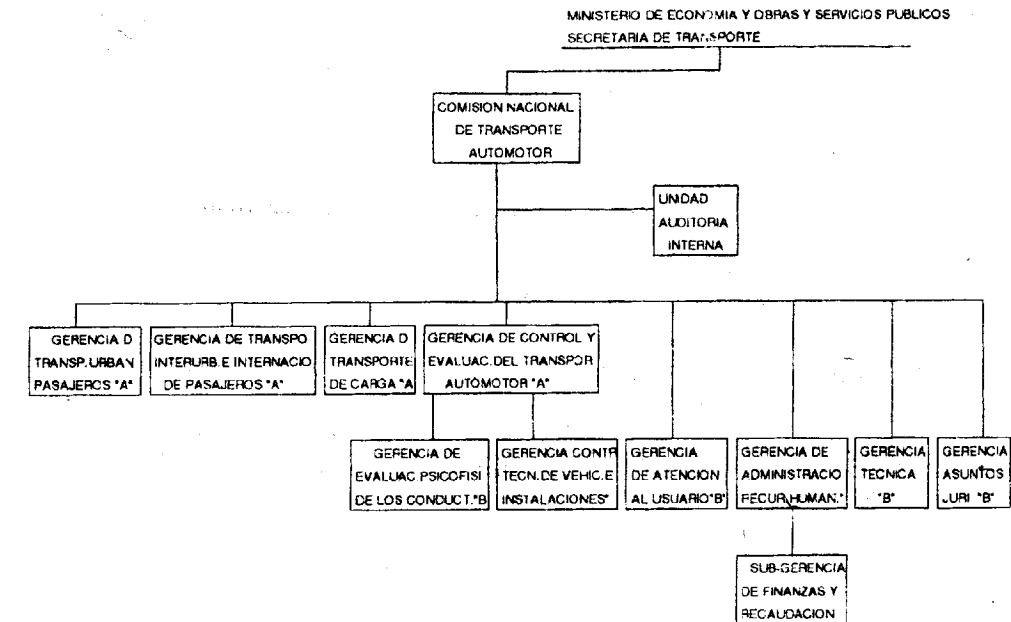 MINISTERIO DE ECONOMIA Y OBRAS Y SERVICIOS PUBLICOS
SECRETARIA DE TRANSPORTE
COMISION NACIONAL
DE TRANSPORTE
AUTOMOTOR
UNIDAD
AUDITORIA
INTERNA
GERENCIA D
TRANSP.URBAN
PASAJEROS "A"
GERENCIA DE TRANSPO
INTERURB.E INTERNACIO
DE PASAJEROS "A"
GERENCIA D
TRANSPORTE
DE CARGA "A
GERENCIA DE CONTROL Y
EVALUAC.DEL TRANSPOR
AUTOMOTOR "A"
GERENCIA DE
EVALUAC.PSICOFISI
DE LOS CONDUCT."B
GERENCIA CONTR
TECN.DE VEHIC.E
INSTALACIONES"
GERENCIA
DE ATENCION
AL USUARIO"B"
GERENCIA DE
ADMINISTRACIO
RECUR.HUMAN."
GERENCIA
TECNICA
"B"
GERENCIA
ASUNTOS
JURI "B"
SUB-GERENCIA
DE FINANZAS Y
RECAUDACION